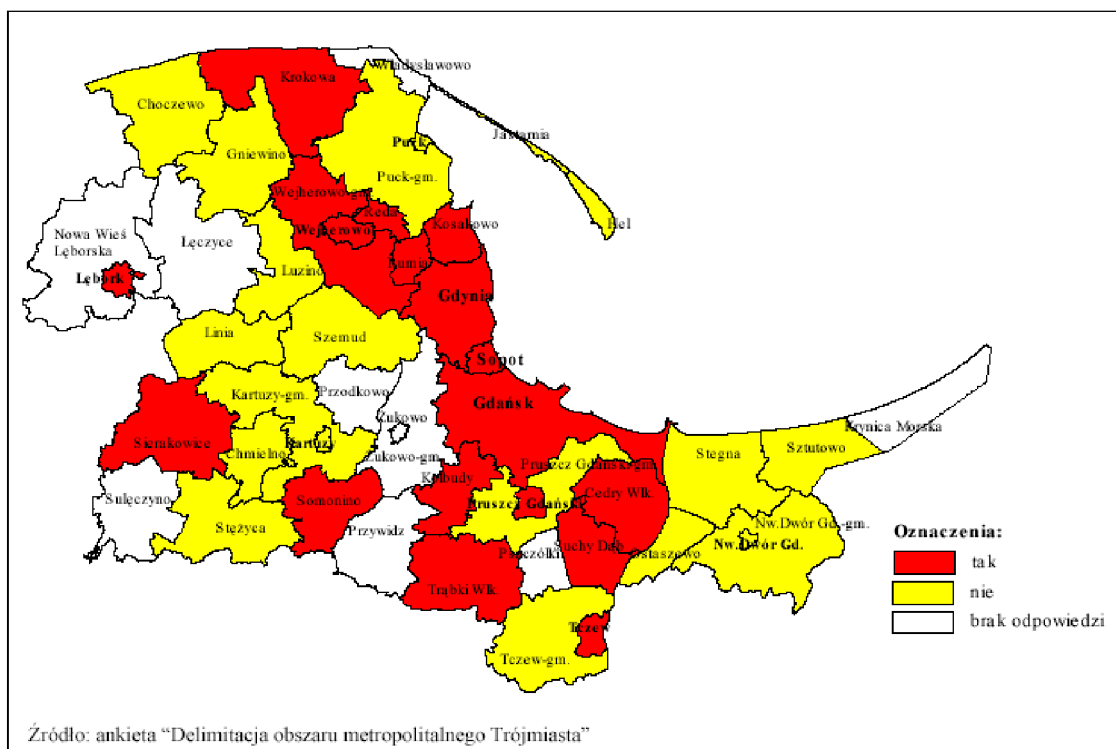 Władysławowo
Krokowa
Choczewo
Jastarnia
Puck
Gniewino
Puck-gm.
Wejherowo-gm.
Reda
Hel
Kosakowo
Wejherowo
Nowa Wieś
Lęborska
Łęczyce
Rumia
Luzino
Lębork
Gdynia
Linia
Szemud
Sopot
Kartuzy-gm.
Przodkowo
Gdańsk
Żukowo
Krynica Morska
Sierakowice
Kartuzy
Sztutowo
Chmielno
Żukowo-gm.
Stegna
Pruszcz Gdański-gm.
Kolbudy
Sulęczyno
Somonino
Cedry Wlk.
Pruszcz Gdański
Nw.Dwór Gd.-gm.
Stężyca
Przywidz
Oznaczenia:
Nw.Dwór Gd.
Pszczółki
Suchy Dąb
Ostaszewo
tak
Trąbki Wlk.
nie
brak odpowiedzi
Tczew
Tczew-gm.
Źródło: ankieta “Delimitacja obszaru metropolitalnego Trójmiasta”